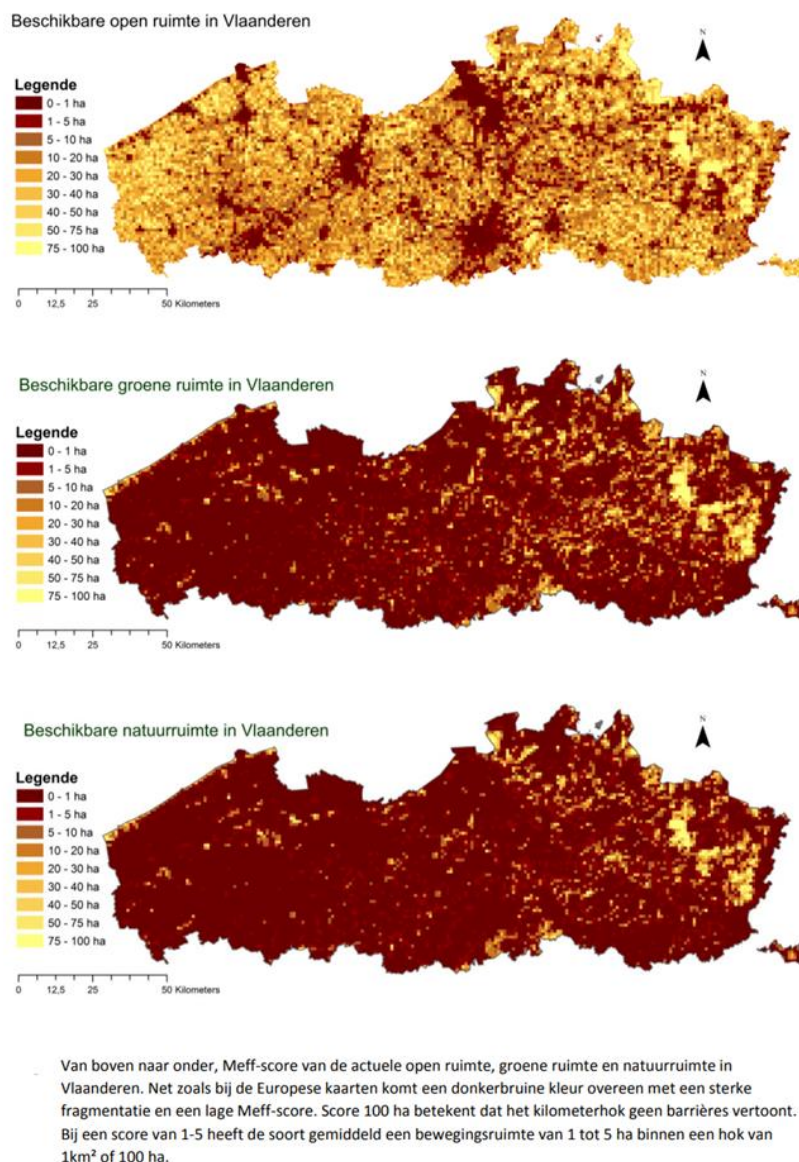 Beschikbare open ruimte in Vlaanderen
N
Legende
0 - 1 ha
1 - 5 ha
5 - 10 ha
10 - 20 ha
20 - 30 ha
30 - 40 ha
40 - 50 ha
50 - 75 ha
75 - 100 ha
0 12,5 25 50 Kilometers
Beschikbare groene ruimte in Vlaanderen
N
Legende
0 - 1 ha
1 - 5 ha
5 - 10 ha
10 - 20 ha
20 - 30 ha
30 - 40 ha
40 - 50 ha
50 - 75 ha
75 - 100 ha
0 12,5 25 50 Kilometers
Beschikbare natuurruimte in Vlaanderen
N
Legende
0 - 1 ha
1 - 5 ha
5 - 10 ha
10 - 20 ha
20 - 30 ha
30 - 40 ha
40 - 50 ha
50 - 75 ha
75 - 100 ha
0 12,5 25 50 Kilometers
Van boven naar onder, Meff-score van de actuele open ruimte, groene ruimte en natuurruimte in
Vlaanderen. Net zoals bij de Europese kaarten komt een donkerbruine kleur overeen met een sterke
fragmentatie en een lage Meff-score. Score 100 ha betekent dat het kilometerhok geen barrières vertoont.
Bij een score van 1-5 heeft de soort gemiddeld een bewegingsruimte van 1 tot 5 ha binnen een hok van
1km² of 100 ha.